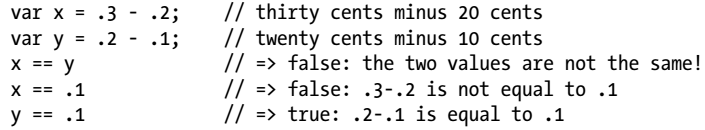 var x = .3 - .2;    // thirty cents minus 20 cents
var y = .2 - .1;    // twenty cents minus 10 cents
x == y              // => false: the two values are not the same!
x == .1             // => false: .3-.2 is not equal to .1
y == .1             // => true: .2-.1 is equal to .1